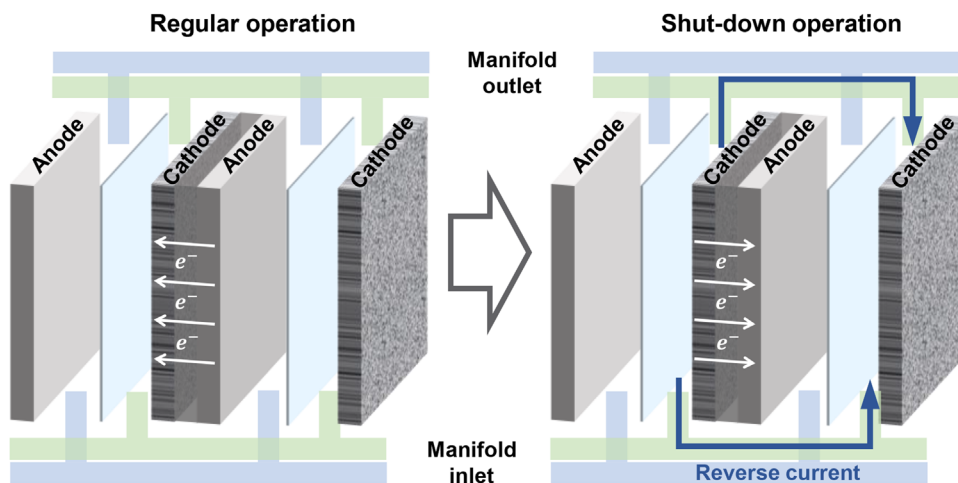 Regular operation
Shut-down operation
Manifold
outlet
Anode
Cathode
Anode
Cathode
Anode
Cathode
Anode
Cathode
e⁻
e⁻
e⁻
e⁻
e⁻
e⁻
Manifold
inlet
Reverse current